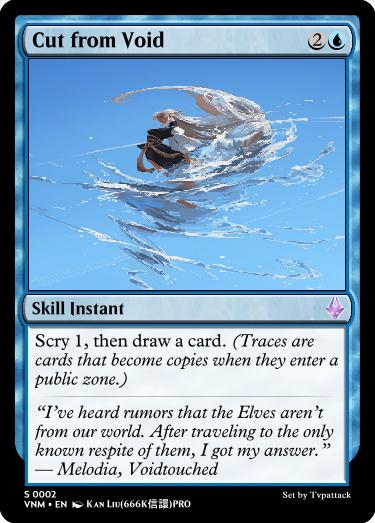 Cut from Void 2
Skill Instant
Scry 1, then draw a card. (Traces are
cards that become copies when they enter a
public zone.)
“I’ve heard rumors that the Elves aren’t
from our world. After traveling to the only
known respite of them, I got my answer.”
— Melodia, Voidtouched
S 0002
Set by Tvpattack
VNM • EN KAN LIU(666K信譞)PRO